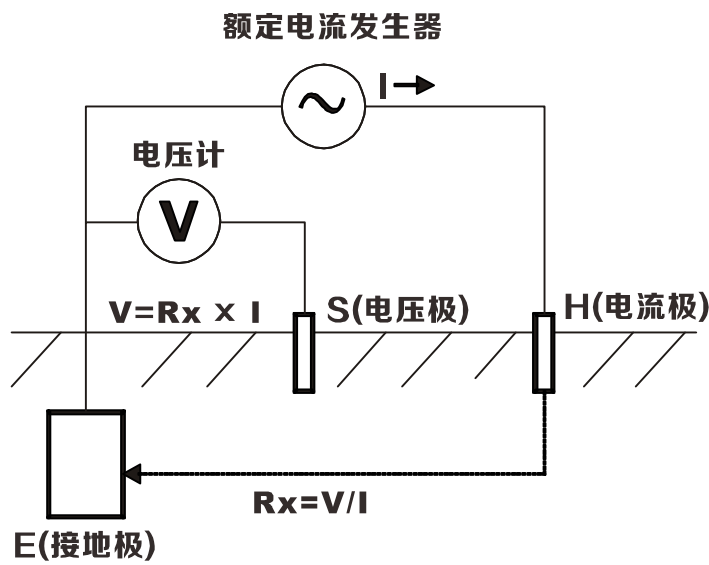 额定电流发生器
I
电压计
V
V=Rx x I
S(电压极)
H(电流极)
Rx=V/I
E(接地极)